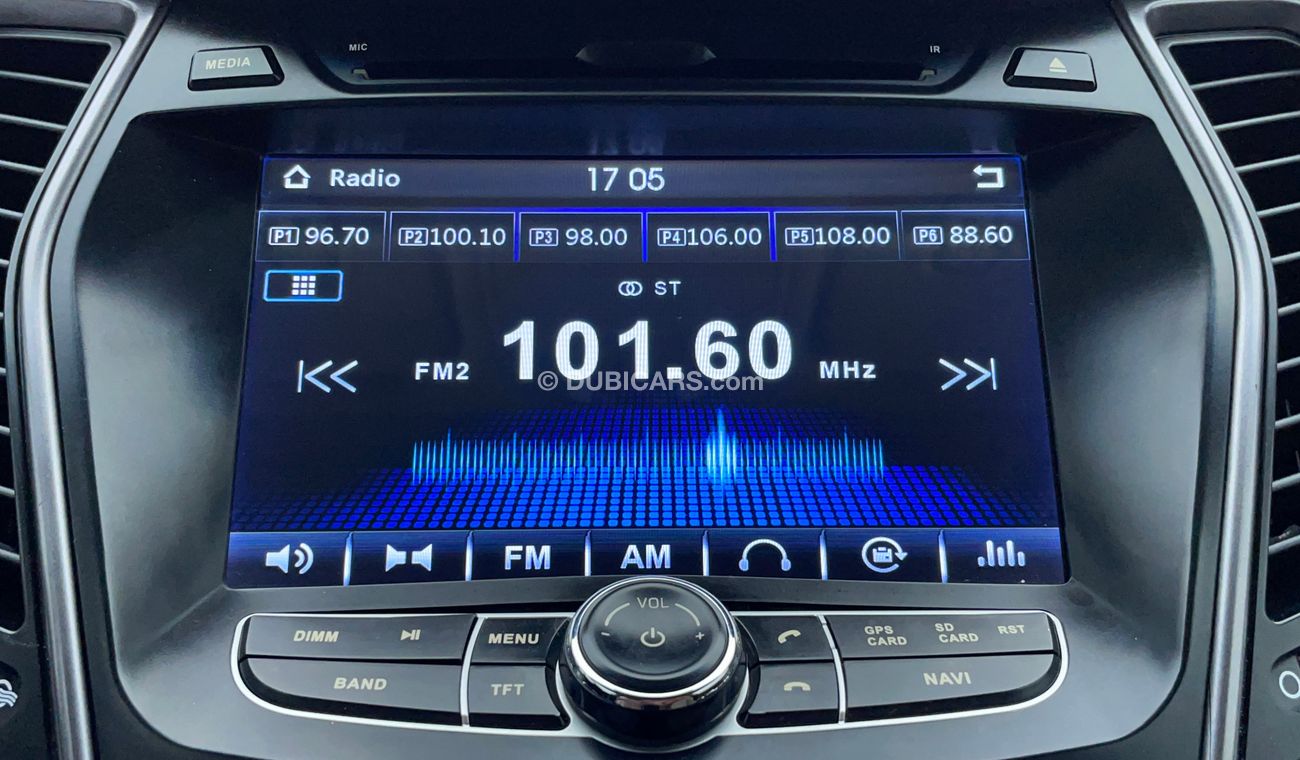 MIC
IR
MEDIA
Radio 17 05
P1 96.70 P2 100.10 P3 98.00 P4 106.00 P5 108.00 P6 88.60
ST
FM2 101.60 MHz
© DUBICARS.com
FM AM
VOL
- +
DIMM MENU GPS CARD SD CARD RST
BAND TFT NAVI